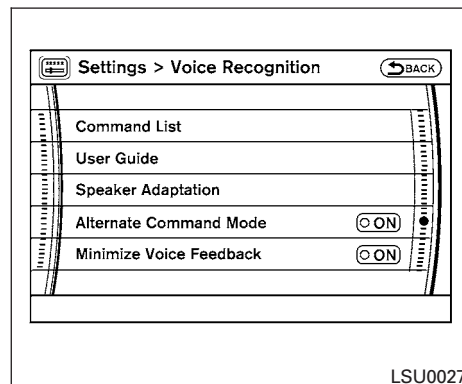 Settings > Voice Recognition
BACK
Command List
User Guide
Speaker Adaptation
Alternate Command Mode ON
Minimize Voice Feedback ON
LSU0027